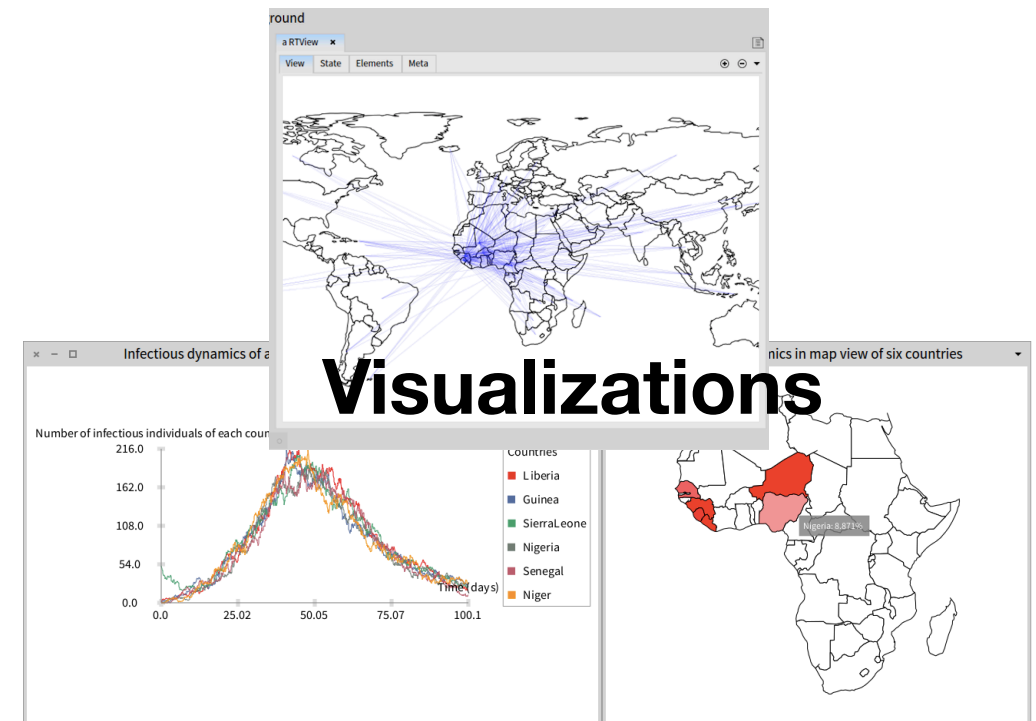 round
a RTView
View State Elements Meta
Visualizations
Infectious dynamics of a
Number of infectious individuals of each coun
216.0
162.0
108.0
54.0
0.0
0.0 25.02 50.05 75.07 100.1
Time (days)
Countries
Liberia
Guinea
SierraLeone
Nigeria
Senegal
Niger
nics in map view of six countries
Nigeria: 8,871%